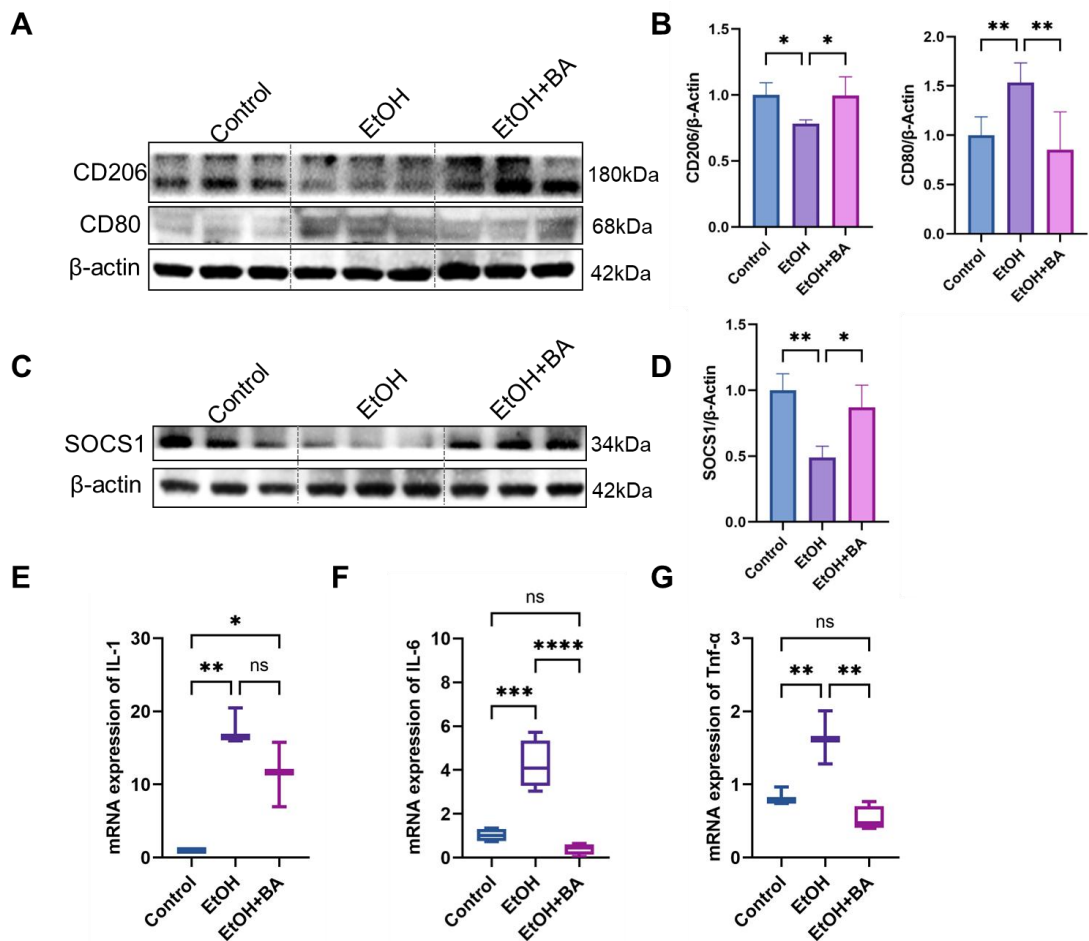 A
Control
EtOH
EtOH+BA
CD206
180kDa
CD80
68kDa
β-actin
42kDa
B
CD206/β-Actin
1.5
1.0
0.5
0.0
*
*
Control
EtOH
EtOH+BA
CD80/β-Actin
2.0
1.5
1.0
0.5
0.0
**
**
Control
EtOH
EtOH+BA
C
Control
EtOH
EtOH+BA
SOCS1
34kDa
β-actin
42kDa
D
SOCS1/β-Actin
1.5
1.0
0.5
0.0
**
*
Control
EtOH
EtOH+BA
E
mRNA expression of IL-1
30
20
10
0
*
**
ns
Control
EtOH
EtOH+BA
F
mRNA expression of IL-6
10
8
6
4
2
0
ns
****
***
Control
EtOH
EtOH+BA
G
mRNA expression of Tnf-α
3
2
1
0
ns
**
**
Control
EtOH
EtOH+BA